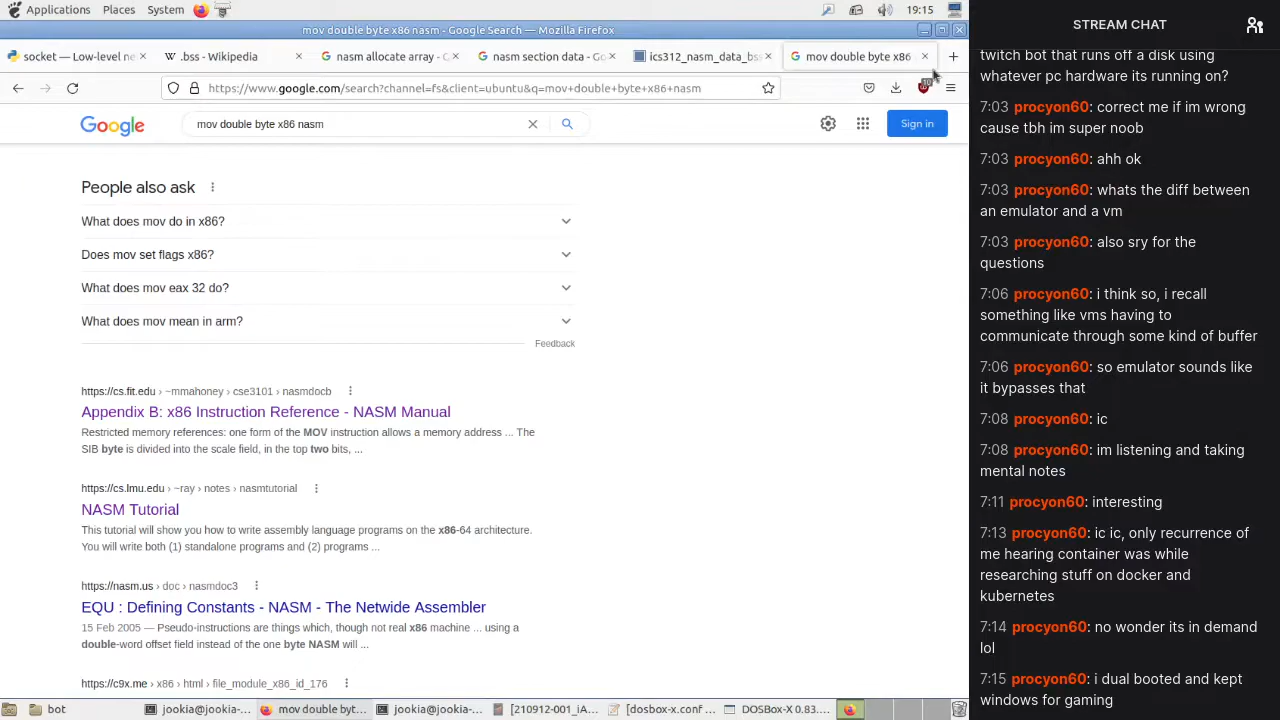 Applications Places System 19:15
mov double byte x86 nasm - Google Search — Mozilla Firefox
socket — Low-level ne
.bss - Wikipedia
nasm allocate array - G
nasm section data - Go
ics312_nasm_data_bss
mov double byte x86
https://www.google.com/search?channel=fs&client=ubuntu&q=mov+double+byte+x86+nasm
Google
mov double byte x86 nasm
Sign in
People also ask
What does mov do in x86?
Does mov set flags x86?
What does mov eax 32 do?
What does mov mean in arm?
Feedback
https://cs.fit.edu › ~mmahoney › cse3101 › nasmdocb
Appendix B: x86 Instruction Reference - NASM Manual
Restricted memory references: one form of the MOV instruction allows a memory address ... The
SIB byte is divided into the scale field, in the top two bits, ...
https://cs.lmu.edu › ~ray › notes › nasmtutorial
NASM Tutorial
This tutorial will show you how to write assembly language programs on the x86-64 architecture.
You will write both (1) standalone programs and (2) programs ...
https://nasm.us › doc › nasmdoc3
EQU : Defining Constants - NASM - The Netwide Assembler
15 Feb 2005 — Pseudo-instructions are things which, though not real x86 machine ... using a
double-word offset field instead of the one byte NASM will ...
https://c9x.me › x86 › html › file_module_x86_id_176
bot
jookia@jookia-...
mov double byt...
jookia@jookia-...
[210912-001_iA...
[dosbox-x.conf ...
DOSBox-X 0.83....
STREAM CHAT
twitch bot that runs off a disk using
whatever pc hardware its running on?
7:03 procyon60: correct me if im wrong
cause tbh im super noob
7:03 procyon60: ahh ok
7:03 procyon60: whats the diff between
an emulator and a vm
7:03 procyon60: also sry for the
questions
7:06 procyon60: i think so, i recall
something like vms having to
communicate through some kind of buffer
7:06 procyon60: so emulator sounds like
it bypasses that
7:08 procyon60: ic
7:08 procyon60: im listening and taking
mental notes
7:11 procyon60: interesting
7:13 procyon60: ic ic, only recurrence of
me hearing container was while
researching stuff on docker and
kubernetes
7:14 procyon60: no wonder its in demand
lol
7:15 procyon60: i dual booted and kept
windows for gaming